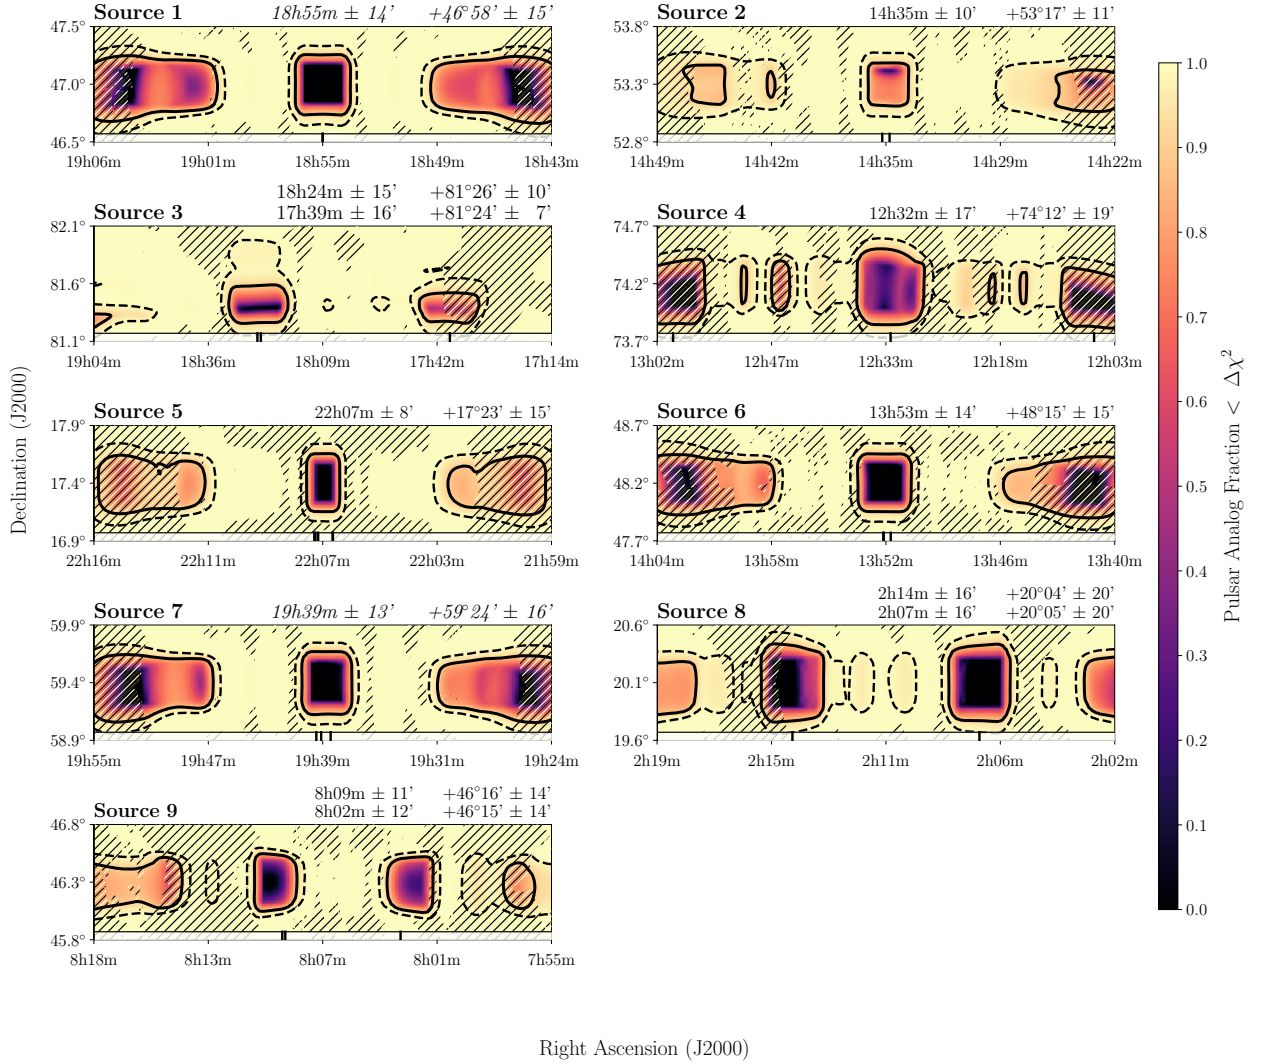 Source 1 18h55m ± 14' +46°58' ± 15'
47.5°
47.0°
46.5°
19h06m 19h01m 18h55m 18h49m 18h43m
Source 2 14h35m ± 10' +53°17' ± 11'
53.8°
53.3°
52.8°
14h49m 14h42m 14h35m 14h29m 14h22m
18h24m ± 15' +81°26' ± 10'
Source 3 17h39m ± 16' +81°24' ± 7'
82.1°
81.6°
81.1°
19h04m 18h36m 18h09m 17h42m 17h14m
Source 4 12h32m ± 17' +74°12' ± 19'
74.7°
74.2°
73.7°
13h02m 12h47m 12h33m 12h18m 12h03m
Source 5 22h07m ± 8' +17°23' ± 15'
17.9°
17.4°
16.9°
22h16m 22h11m 22h07m 22h03m 21h59m
Source 6 13h53m ± 14' +48°15' ± 15'
48.7°
48.2°
47.7°
14h04m 13h58m 13h52m 13h46m 13h40m
Source 7 19h39m ± 13' +59°24' ± 16'
59.9°
59.4°
58.9°
19h55m 19h47m 19h39m 19h31m 19h24m
2h14m ± 16' +20°04' ± 20'
Source 8 2h07m ± 16' +20°05' ± 20'
20.6°
20.1°
19.6°
2h19m 2h15m 2h11m 2h06m 2h02m
8h09m ± 11' +46°16' ± 14'
Source 9 8h02m ± 12' +46°15' ± 14'
46.8°
46.3°
45.8°
8h18m 8h13m 8h07m 8h01m 7h55m
Declination (J2000)
Right Ascension (J2000)
1.0
0.9
0.8
0.7
0.6
0.5
0.4
0.3
0.2
0.1
0.0
Pulsar Analog Fraction < Δχ²